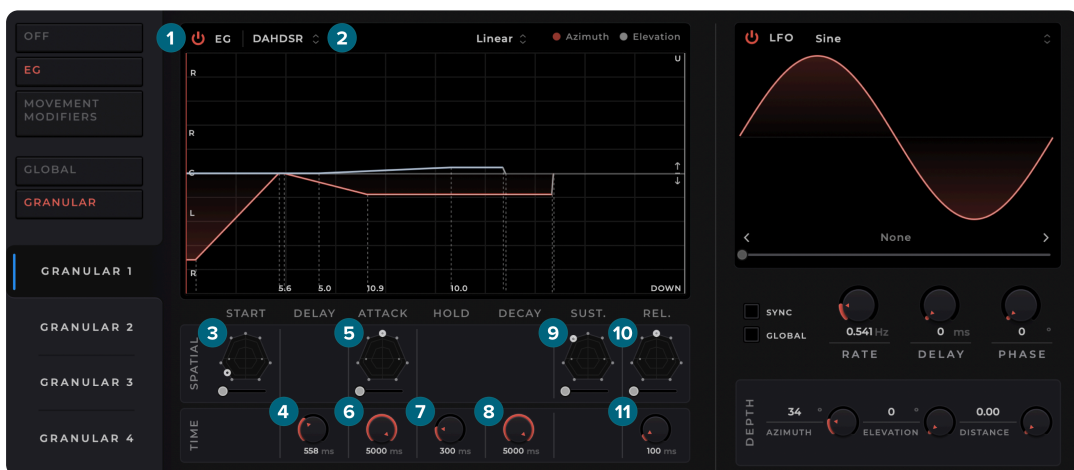 OFF
EG
MOVEMENT
MODIFIERS
GLOBAL
GRANULAR
GRANULAR 1
GRANULAR 2
GRANULAR 3
GRANULAR 4
1 EG DAHDSR 2 Linear Azimuth Elevation
U
R
R
C
L
R
5.6 5.0 10.9 10.0 DOWN
START DELAY ATTACK HOLD DECAY SUST. REL.
SPATIAL
3 5 9 10
TIME
4 6 7 8 11
558 ms 5000 ms 300 ms 5000 ms 100 ms
LFO Sine
None
SYNC
GLOBAL
0.541 Hz 0 ms 0 °
RATE DELAY PHASE
DEPTH
34 ° 0 ° 0.00
AZIMUTH ELEVATION DISTANCE